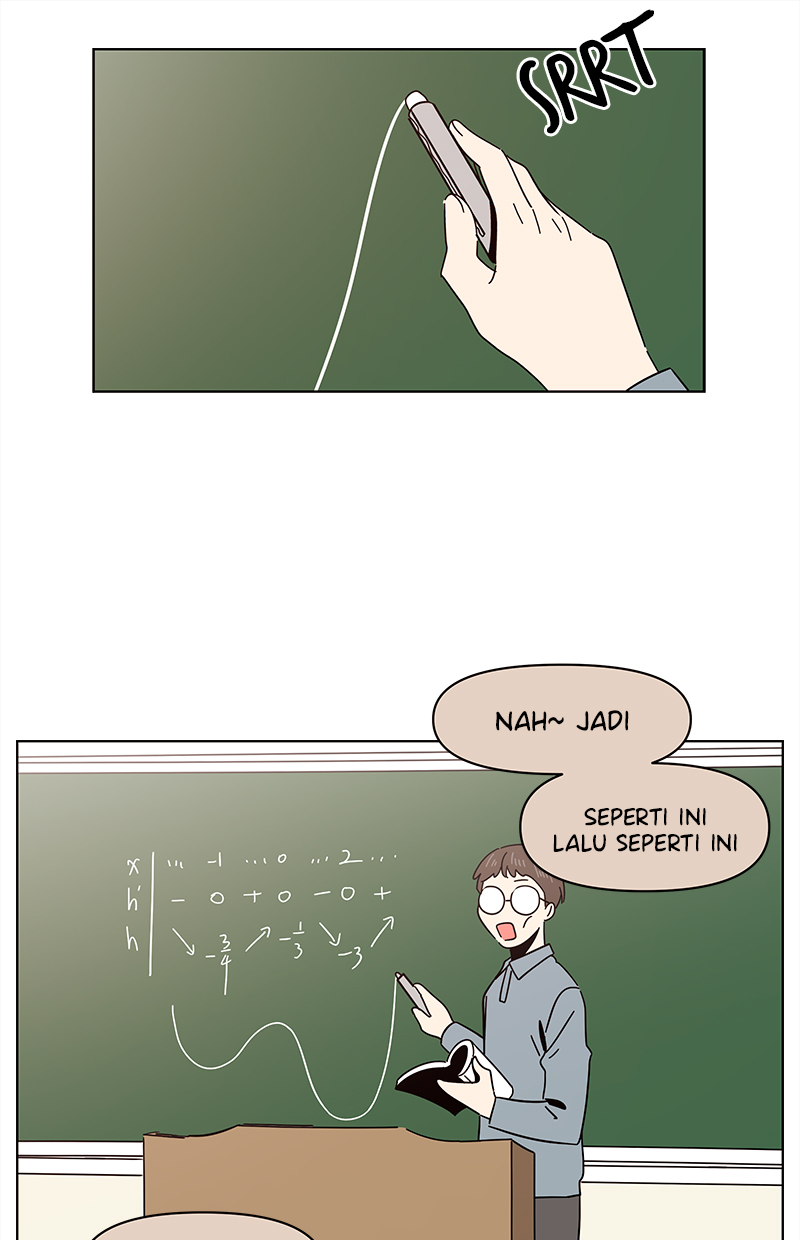 SRRT
NAH~ JADI
SEPERTI INI
LALU SEPERTI INI
x | ... -1 ... 0 ... 2 ...
h' | - 0 + 0 - 0 +
h | ↘ -3/4 ↗ -1/3 ↘ -3 ↗